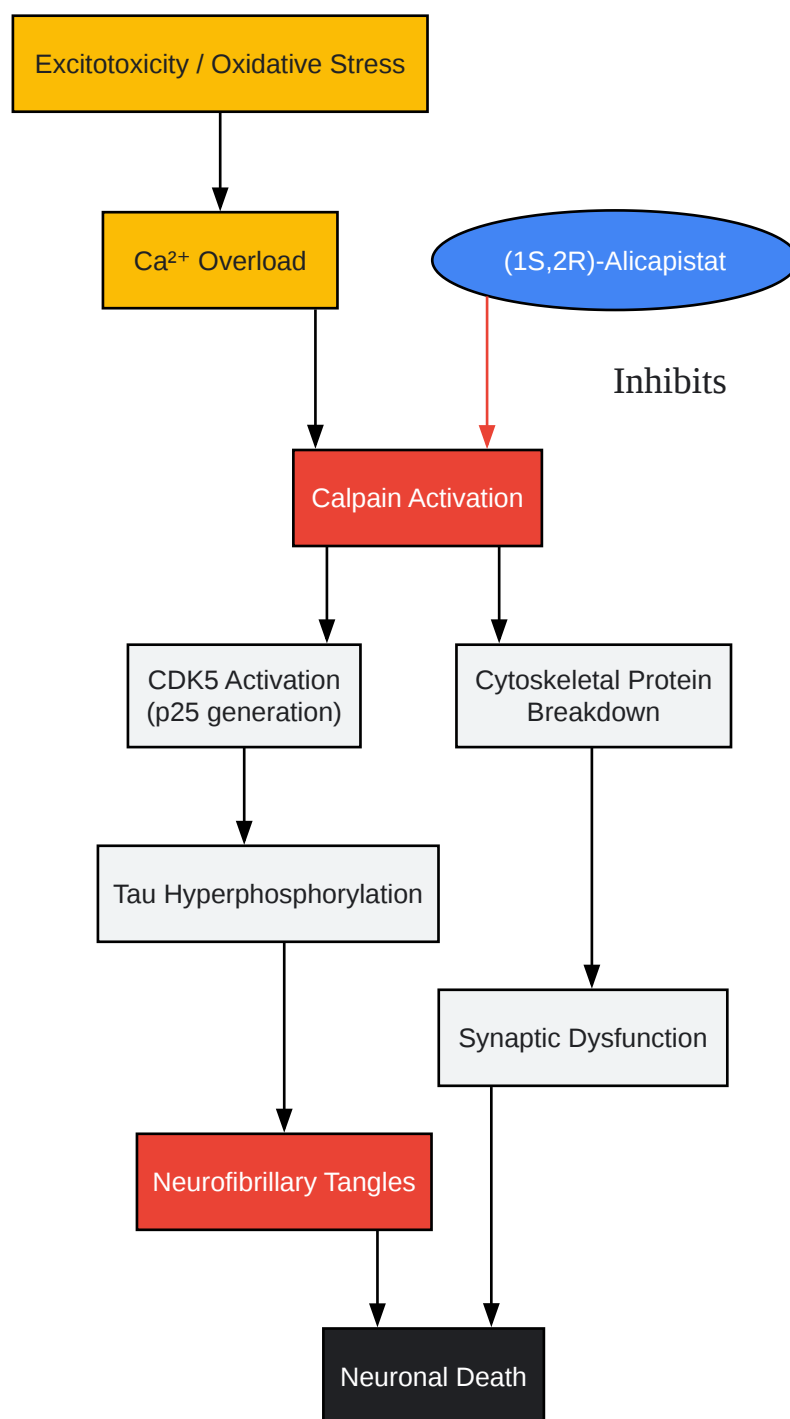 Excitotoxicity / Oxidative Stress
Ca²⁺ Overload
(1S,2R)-Alicapistat
Inhibits
Calpain Activation
CDK5 Activation
(p25 generation)
Cytoskeletal Protein
Breakdown
Tau Hyperphosphorylation
Synaptic Dysfunction
Neurofibrillary Tangles
Neuronal Death